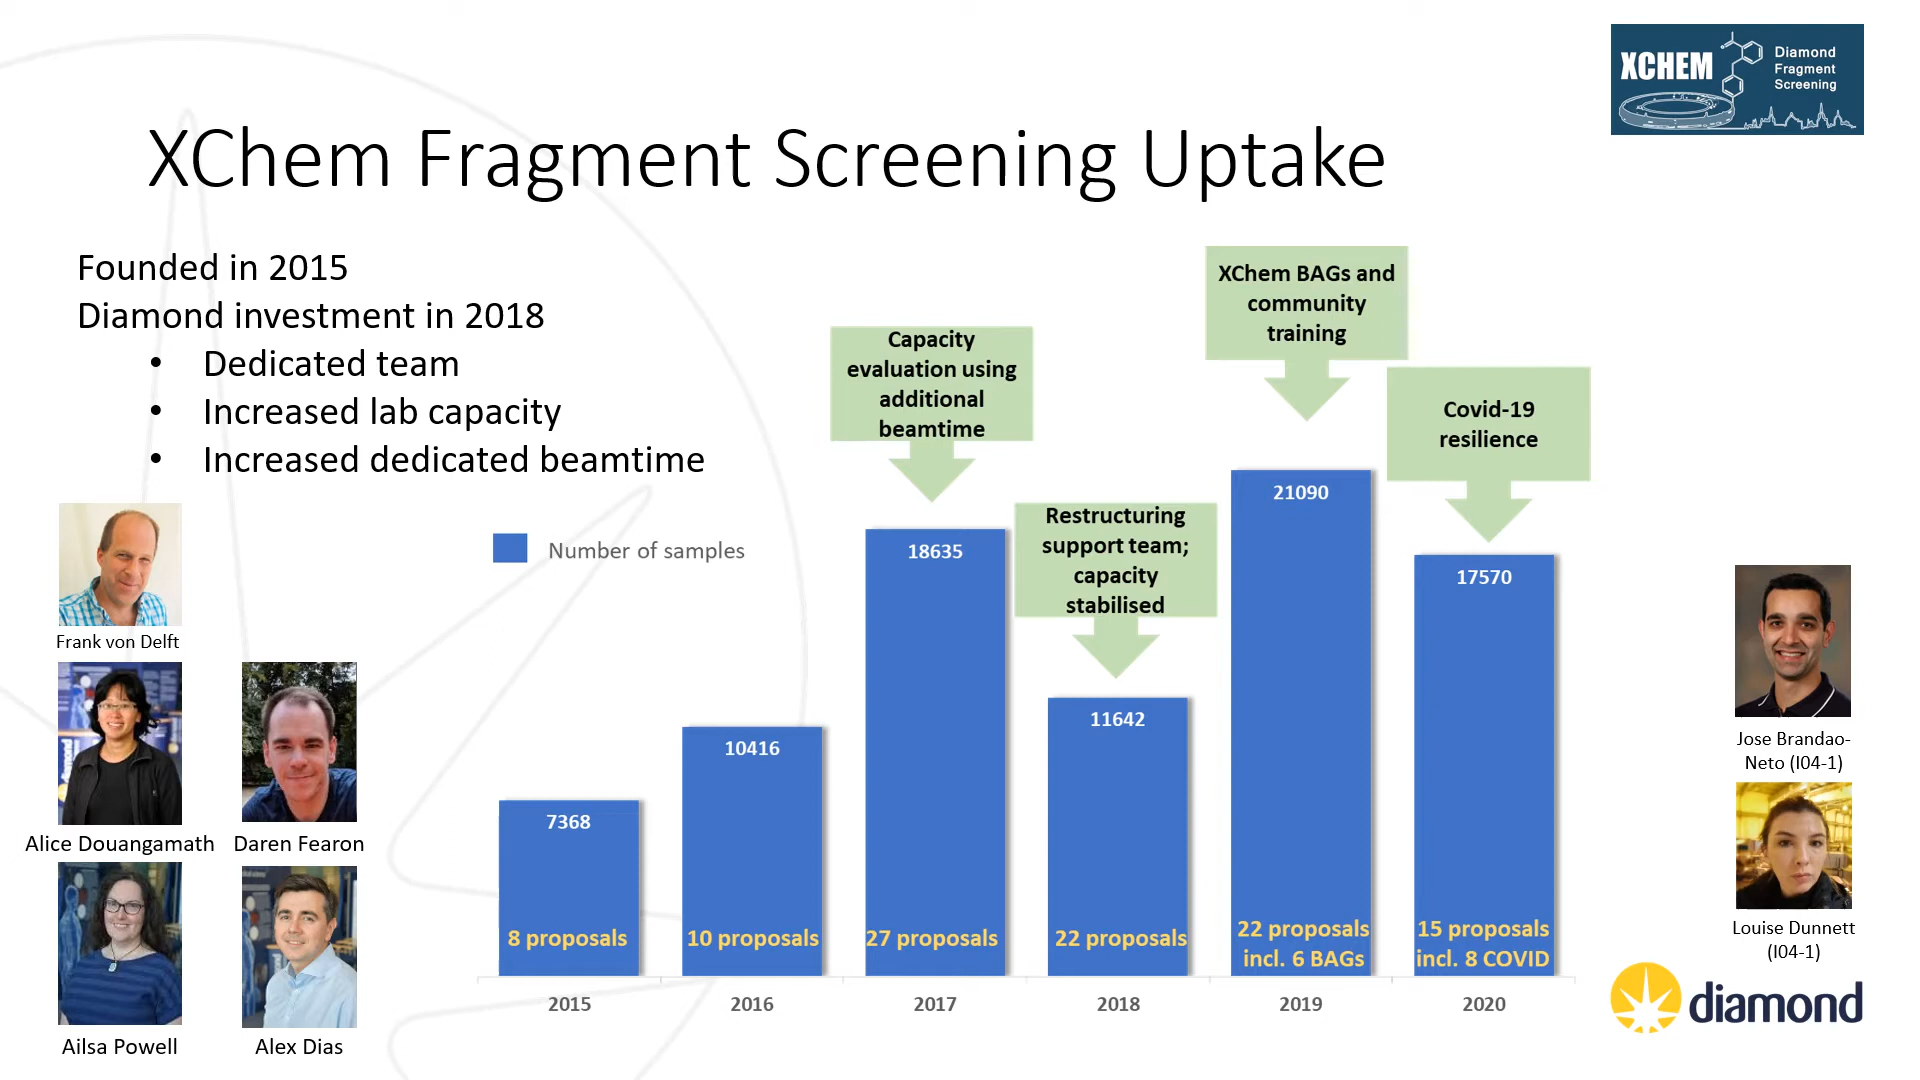 XCHEM
Diamond
Fragment
Screening
XChem Fragment Screening Uptake
Founded in 2015
Diamond investment in 2018
• Dedicated team
• Increased lab capacity
• Increased dedicated beamtime
Frank von Delft
Alice Douangamath
Daren Fearon
Ailsa Powell
Alex Dias
Number of samples
Capacity
evaluation using
additional
beamtime
Restructuring
support team;
capacity
stabilised
XChem BAGs and
community
training
Covid-19
resilience
7368
10416
18635
11642
21090
17570
8 proposals
10 proposals
27 proposals
22 proposals
22 proposals
incl. 6 BAGs
15 proposals
incl. 8 COVID
2015
2016
2017
2018
2019
2020
Jose Brandao-
Neto (I04-1)
Louise Dunnett
(I04-1)
diamond